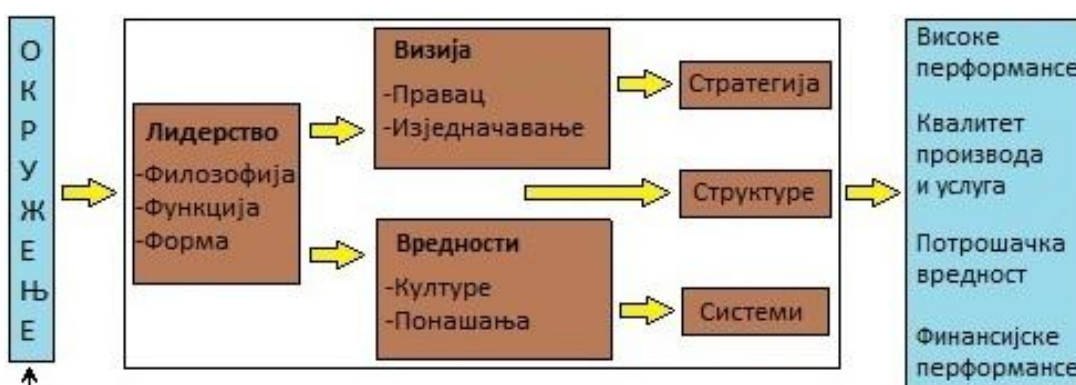 ОКРУЖЕЊЕ
Лидерство
-Филозофија
-Функција
-Форма
Визија
-Правац
-Изједначавање
Вредности
-Културе
-Понашања
Стратегија
Структуре
Системи
Високе
перформансе
Квалитет
производа
и услуга
Потрошачка
вредност
Финансијске
перформансе